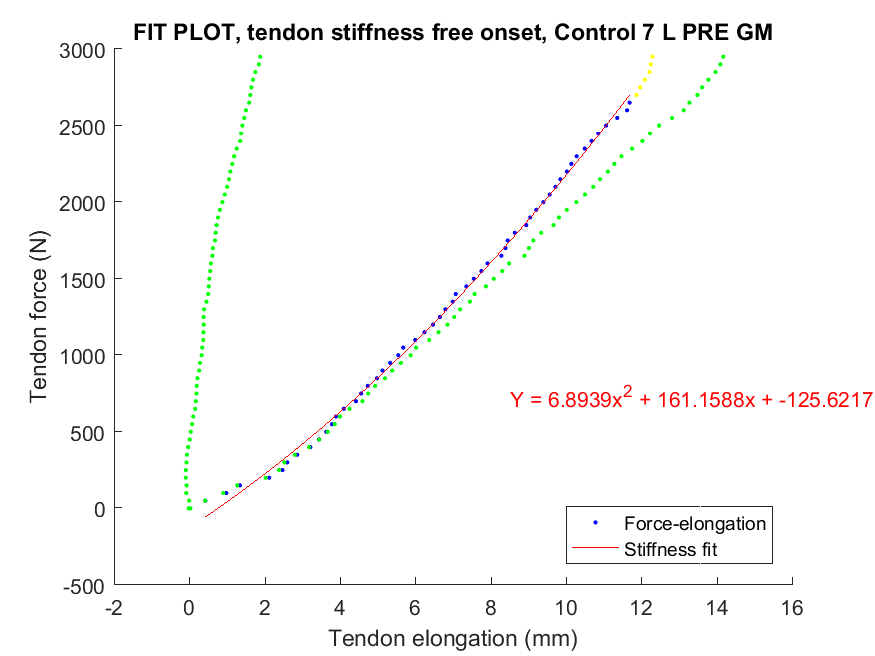 FIT PLOT, tendon stiffness free onset, Control 7 L PRE GM
3000
2500
2000
1500
1000
500
0
-500
Tendon force (N)
Y = 6.8939x² + 161.1588x + -125.6217
Force-elongation
Stiffness fit
-2 0 2 4 6 8 10 12 14 16
Tendon elongation (mm)